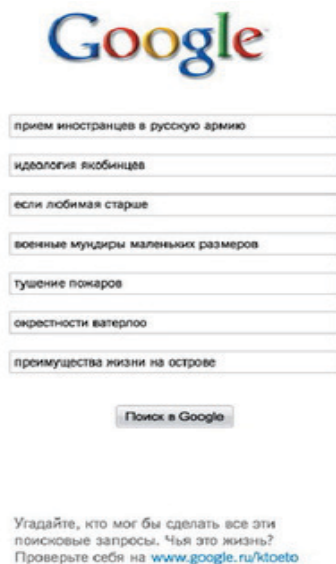 Google
прием иностранцев в русскую армию
идеология якобинцев
если любимая старше
военные мундиры маленьких размеров
тушение пожаров
окрестности ватерлоо
преимущества жизни на острове
Поиск в Google
Угадайте, кто мог бы сделать все эти
поисковые запросы. Чья это жизнь?
Проверьте себя на www.google.ru/ktoeto